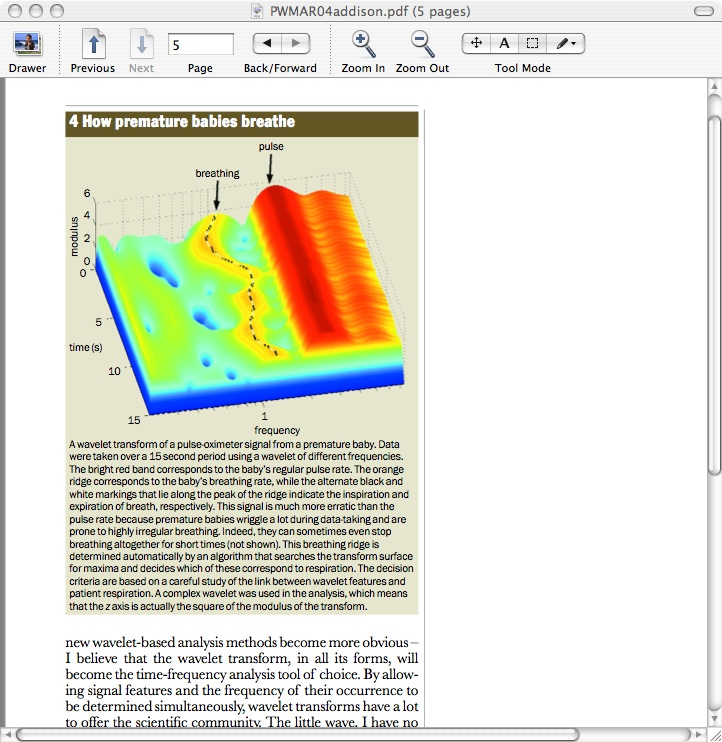 PWMAR04addison.pdf (5 pages)
5
Drawer Previous Next Page Back/Forward Zoom In Zoom Out Tool Mode
A
4 How premature babies breathe
pulse
breathing
6
4
2
0
modulus
0
5
time (s)
10
15
1
frequency
A wavelet transform of a pulse-oximeter signal from a premature baby. Data
were taken over a 15 second period using a wavelet of different frequencies.
The bright red band corresponds to the baby's regular pulse rate. The orange
ridge corresponds to the baby's breathing rate, while the alternate black and
white markings that lie along the peak of the ridge indicate the inspiration and
expiration of breath, respectively. This signal is much more erratic than the
pulse rate because premature babies wriggle a lot during data-taking and are
prone to highly irregular breathing. Indeed, they can sometimes even stop
breathing altogether for short times (not shown). This breathing ridge is
determined automatically by an algorithm that searches the transform surface
for maxima and decides which of these correspond to respiration. The decision
criteria are based on a careful study of the link between wavelet features and
patient respiration. A complex wavelet was used in the analysis, which means
that the z axis is actually the square of the modulus of the transform.
new wavelet-based analysis methods become more obvious –
I believe that the wavelet transform, in all its forms, will
become the time-frequency analysis tool of choice. By allow-
ing signal features and the frequency of their occurrence to
be determined simultaneously, wavelet transforms have a lot
to offer the scientific community. The little wave, I have no